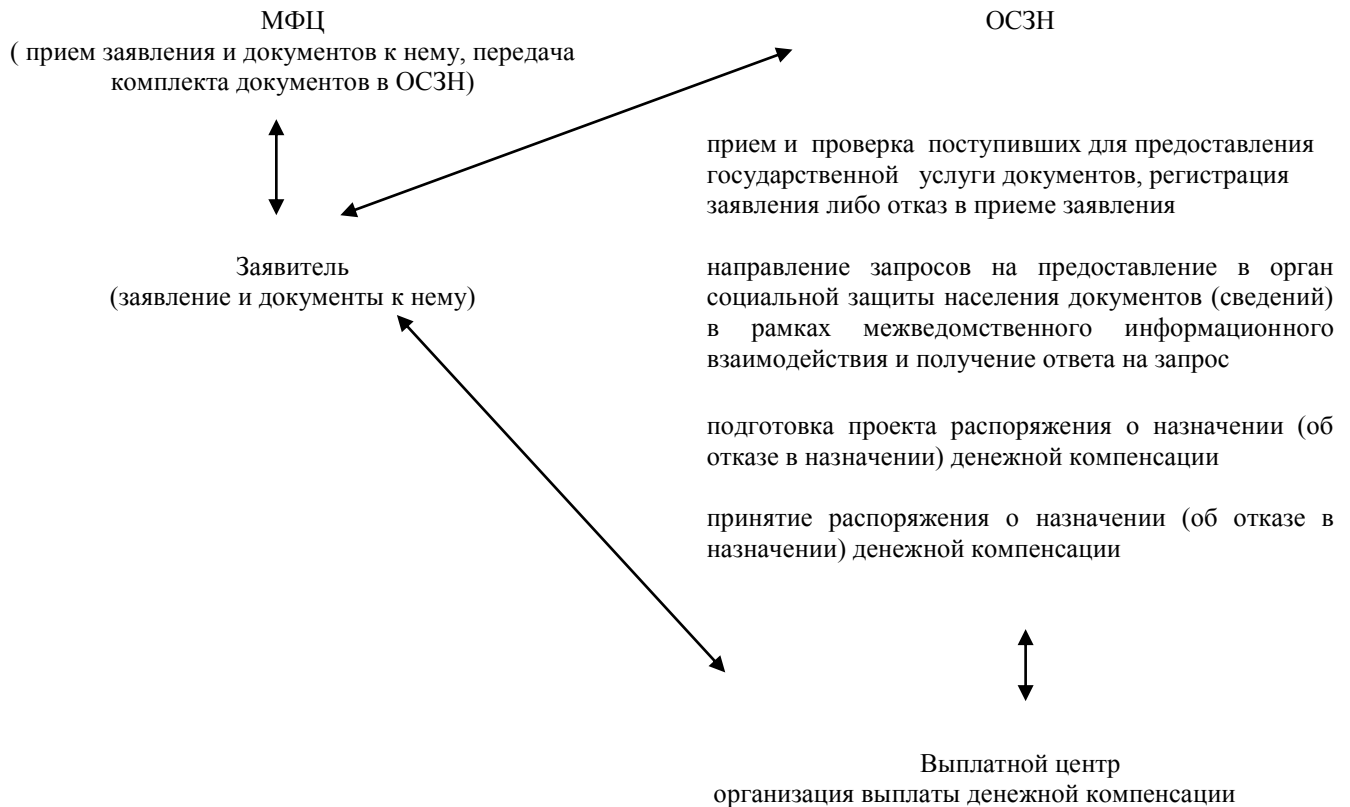 МФЦ
( прием заявления и документов к нему, передача
комплекта документов в ОСЗН)
Заявитель
(заявление и документы к нему)
ОСЗН
прием и проверка поступивших для предоставления
государственной услуги документов, регистрация
заявления либо отказ в приеме заявления
направление запросов на предоставление в орган
социальной защиты населения документов (сведений)
в рамках межведомственного информационного
взаимодействия и получение ответа на запрос
подготовка проекта распоряжения о назначении (об
отказе в назначении) денежной компенсации
принятие распоряжения о назначении (об отказе в
назначении) денежной компенсации
Выплатной центр
организация выплаты денежной компенсации